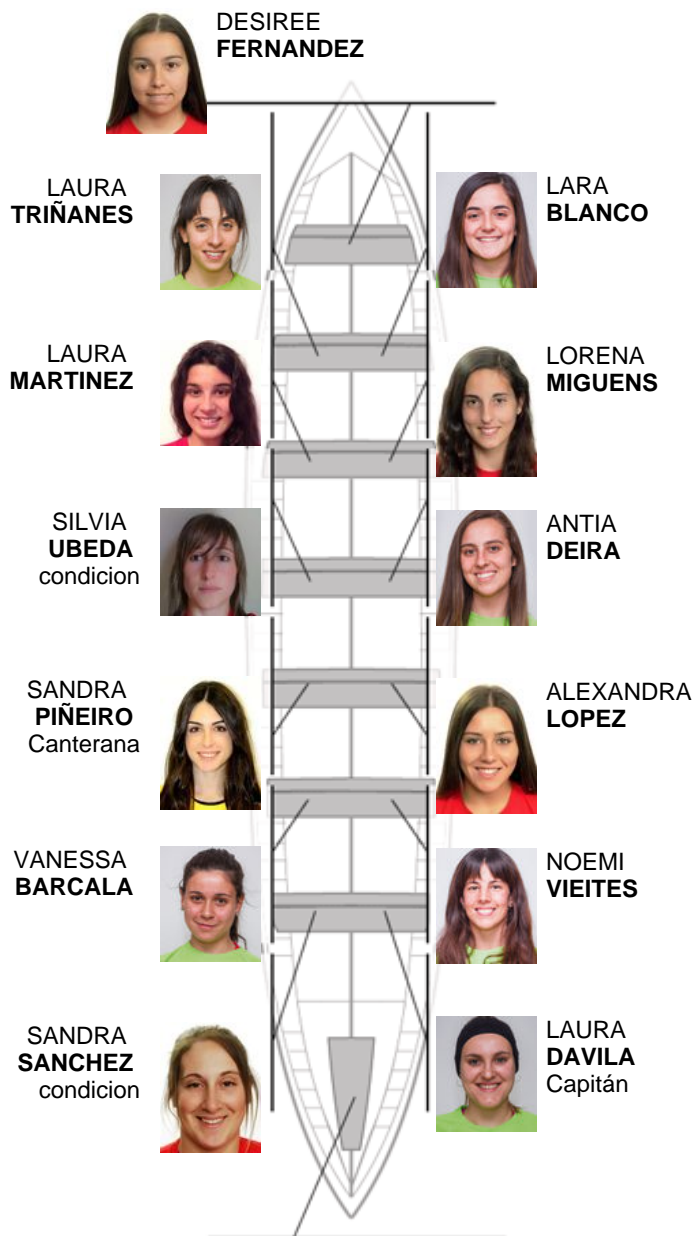 DESIREE
FERNANDEZ
LAURA
TRIÑANES
LARA
BLANCO
LAURA
MARTINEZ
LORENA
MIGUENS
SILVIA
UBEDA
condicion
ANTIA
DEIRA
SANDRA
PIÑEIRO
Canterana
ALEXANDRA
LOPEZ
VANESSA
BARCALA
NOEMI
VIEITES
SANDRA
SANCHEZ
condicion
LAURA
DAVILA
Capitán